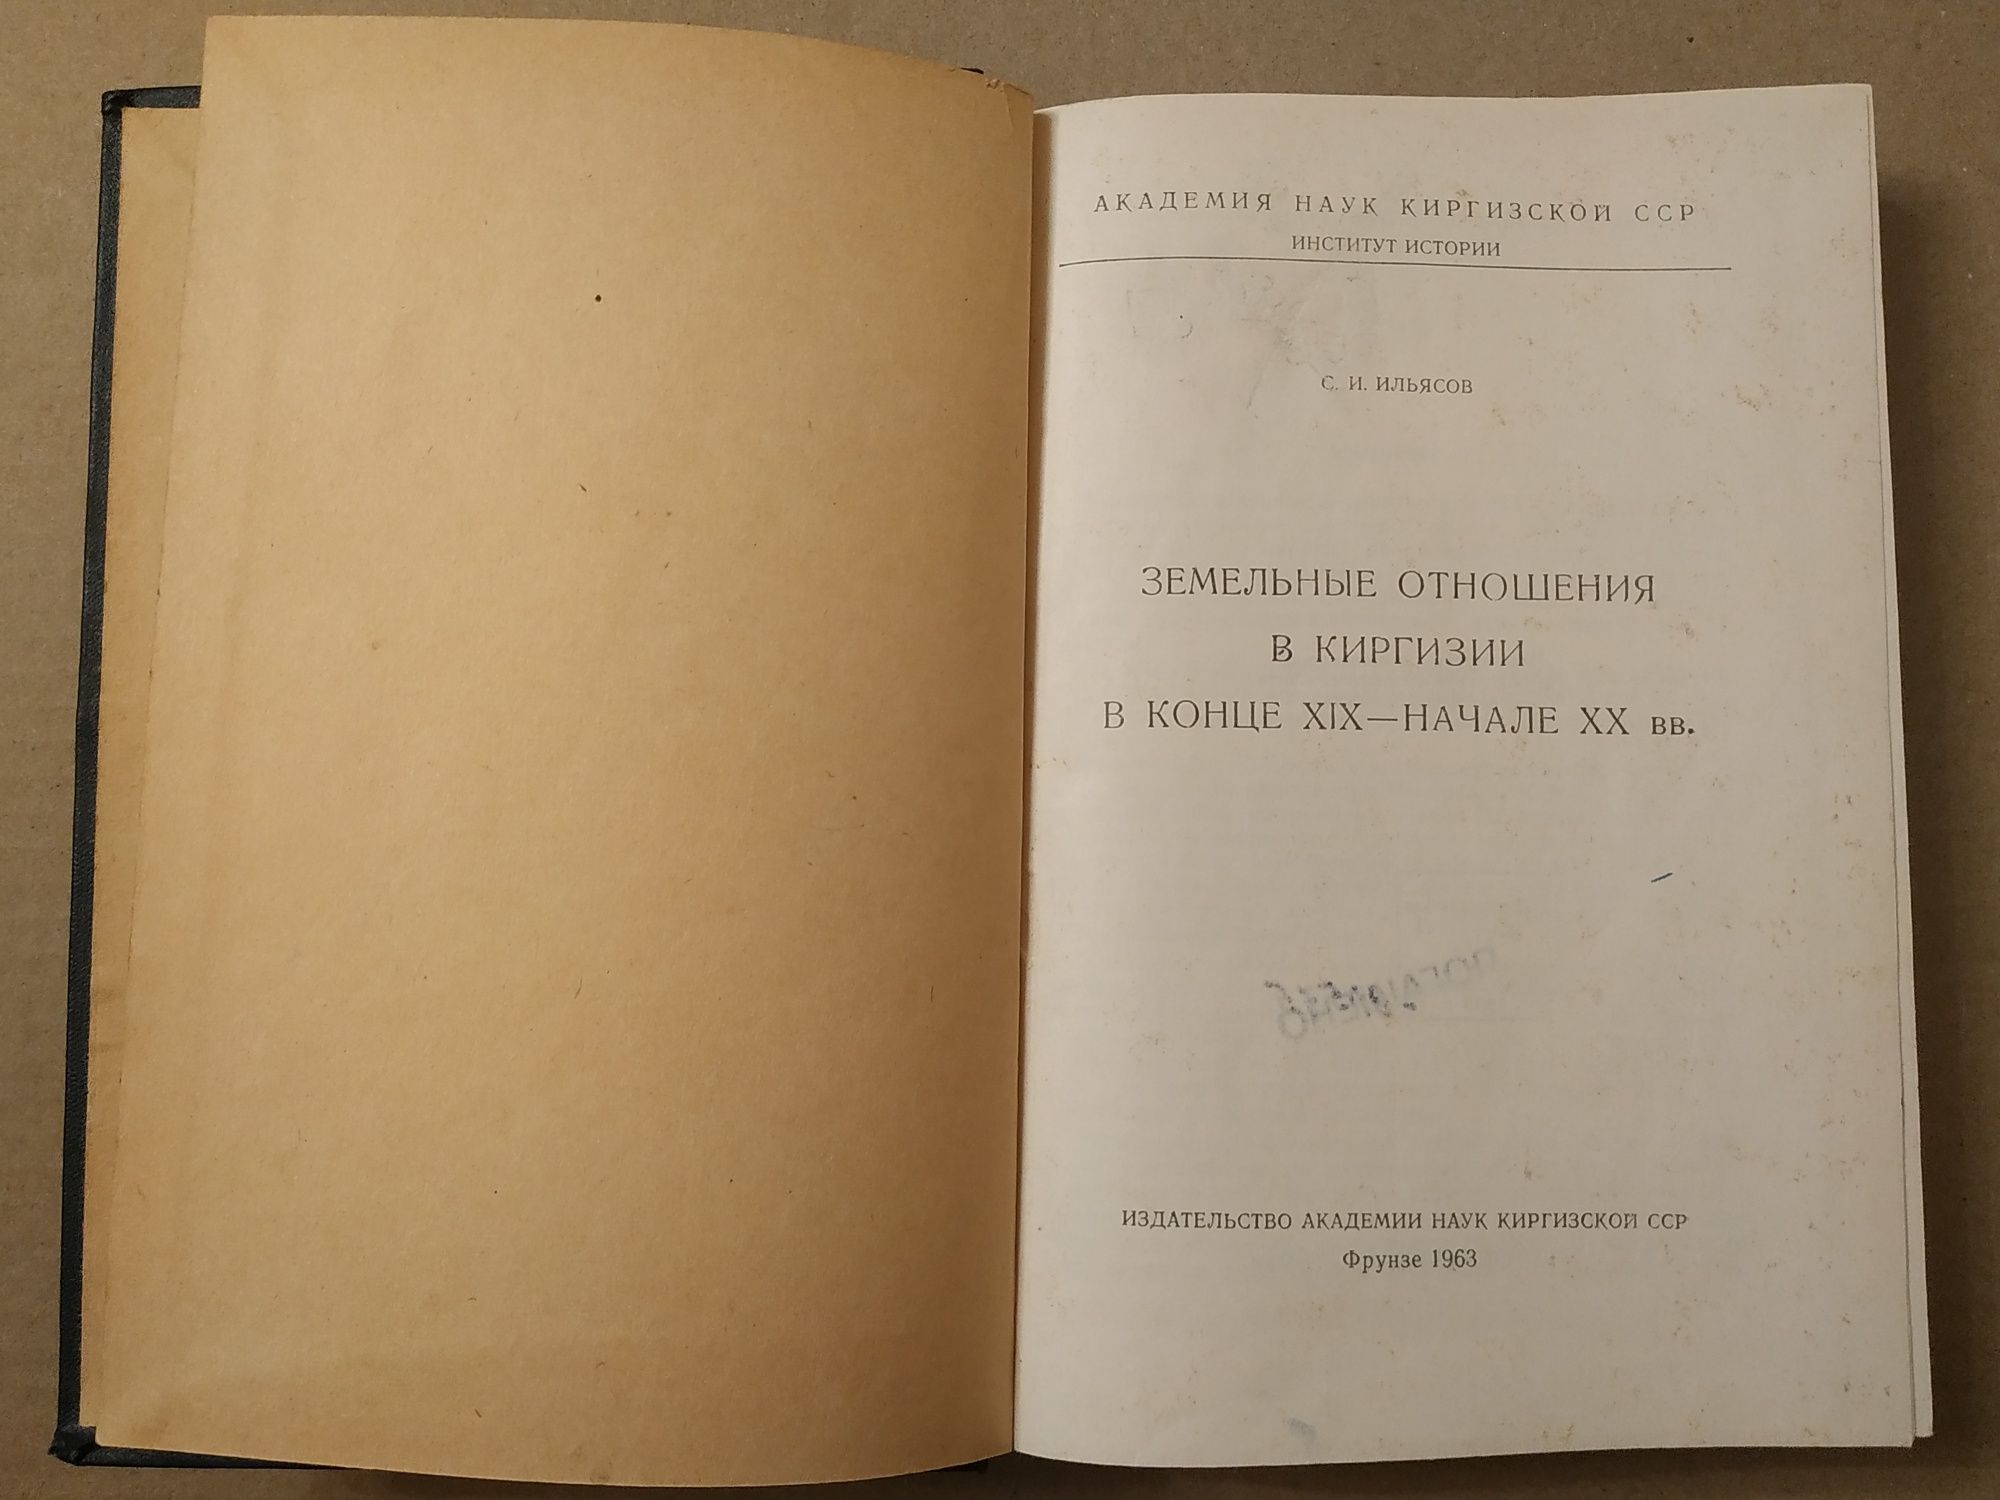 АКАДЕМИЯ НАУК КИРГИЗСКОЙ ССР
ИНСТИТУТ ИСТОРИИ
С. И. ИЛЬЯСОВ
ЗЕМЕЛЬНЫЕ ОТНОШЕНИЯ
В КИРГИЗИИ
В КОНЦЕ XIX—НАЧАЛЕ XX вв.
ИЗДАТЕЛЬСТВО АКАДЕМИИ НАУК КИРГИЗСКОЙ ССР
Фрунзе 1963